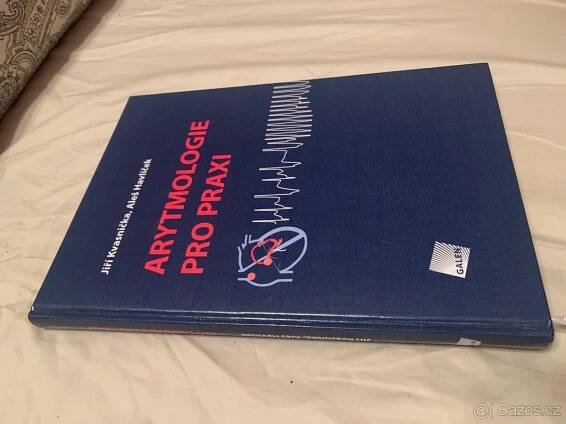 Jiří Kvasnička, Aleš Havlíček
ARYTMOLOGIE
PRO PRAXI
GALÉN
Bazos.cz